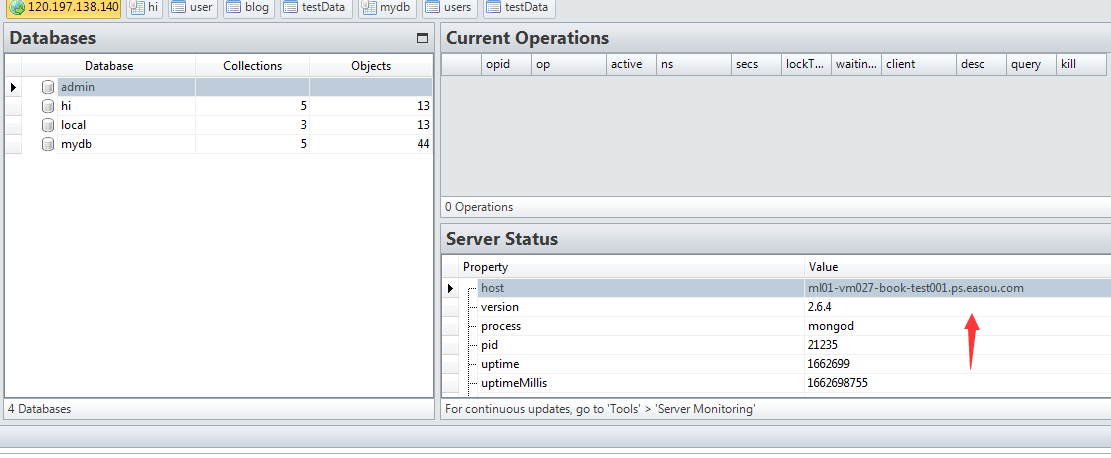 120.197.138.140 hi user blog testData mydb users testData
Databases
Database Collections Objects
admin
hi 5 13
local 3 13
mydb 5 44
4 Databases
Current Operations
opid op active ns secs lockT... waitin... client desc query kill
0 Operations
Server Status
Property Value
host ml01-vm027-book-test001.ps.easou.com
version 2.6.4
process mongod
pid 21235
uptime 1662699
uptimeMillis 1662698755
For continuous updates, go to 'Tools' > 'Server Monitoring'